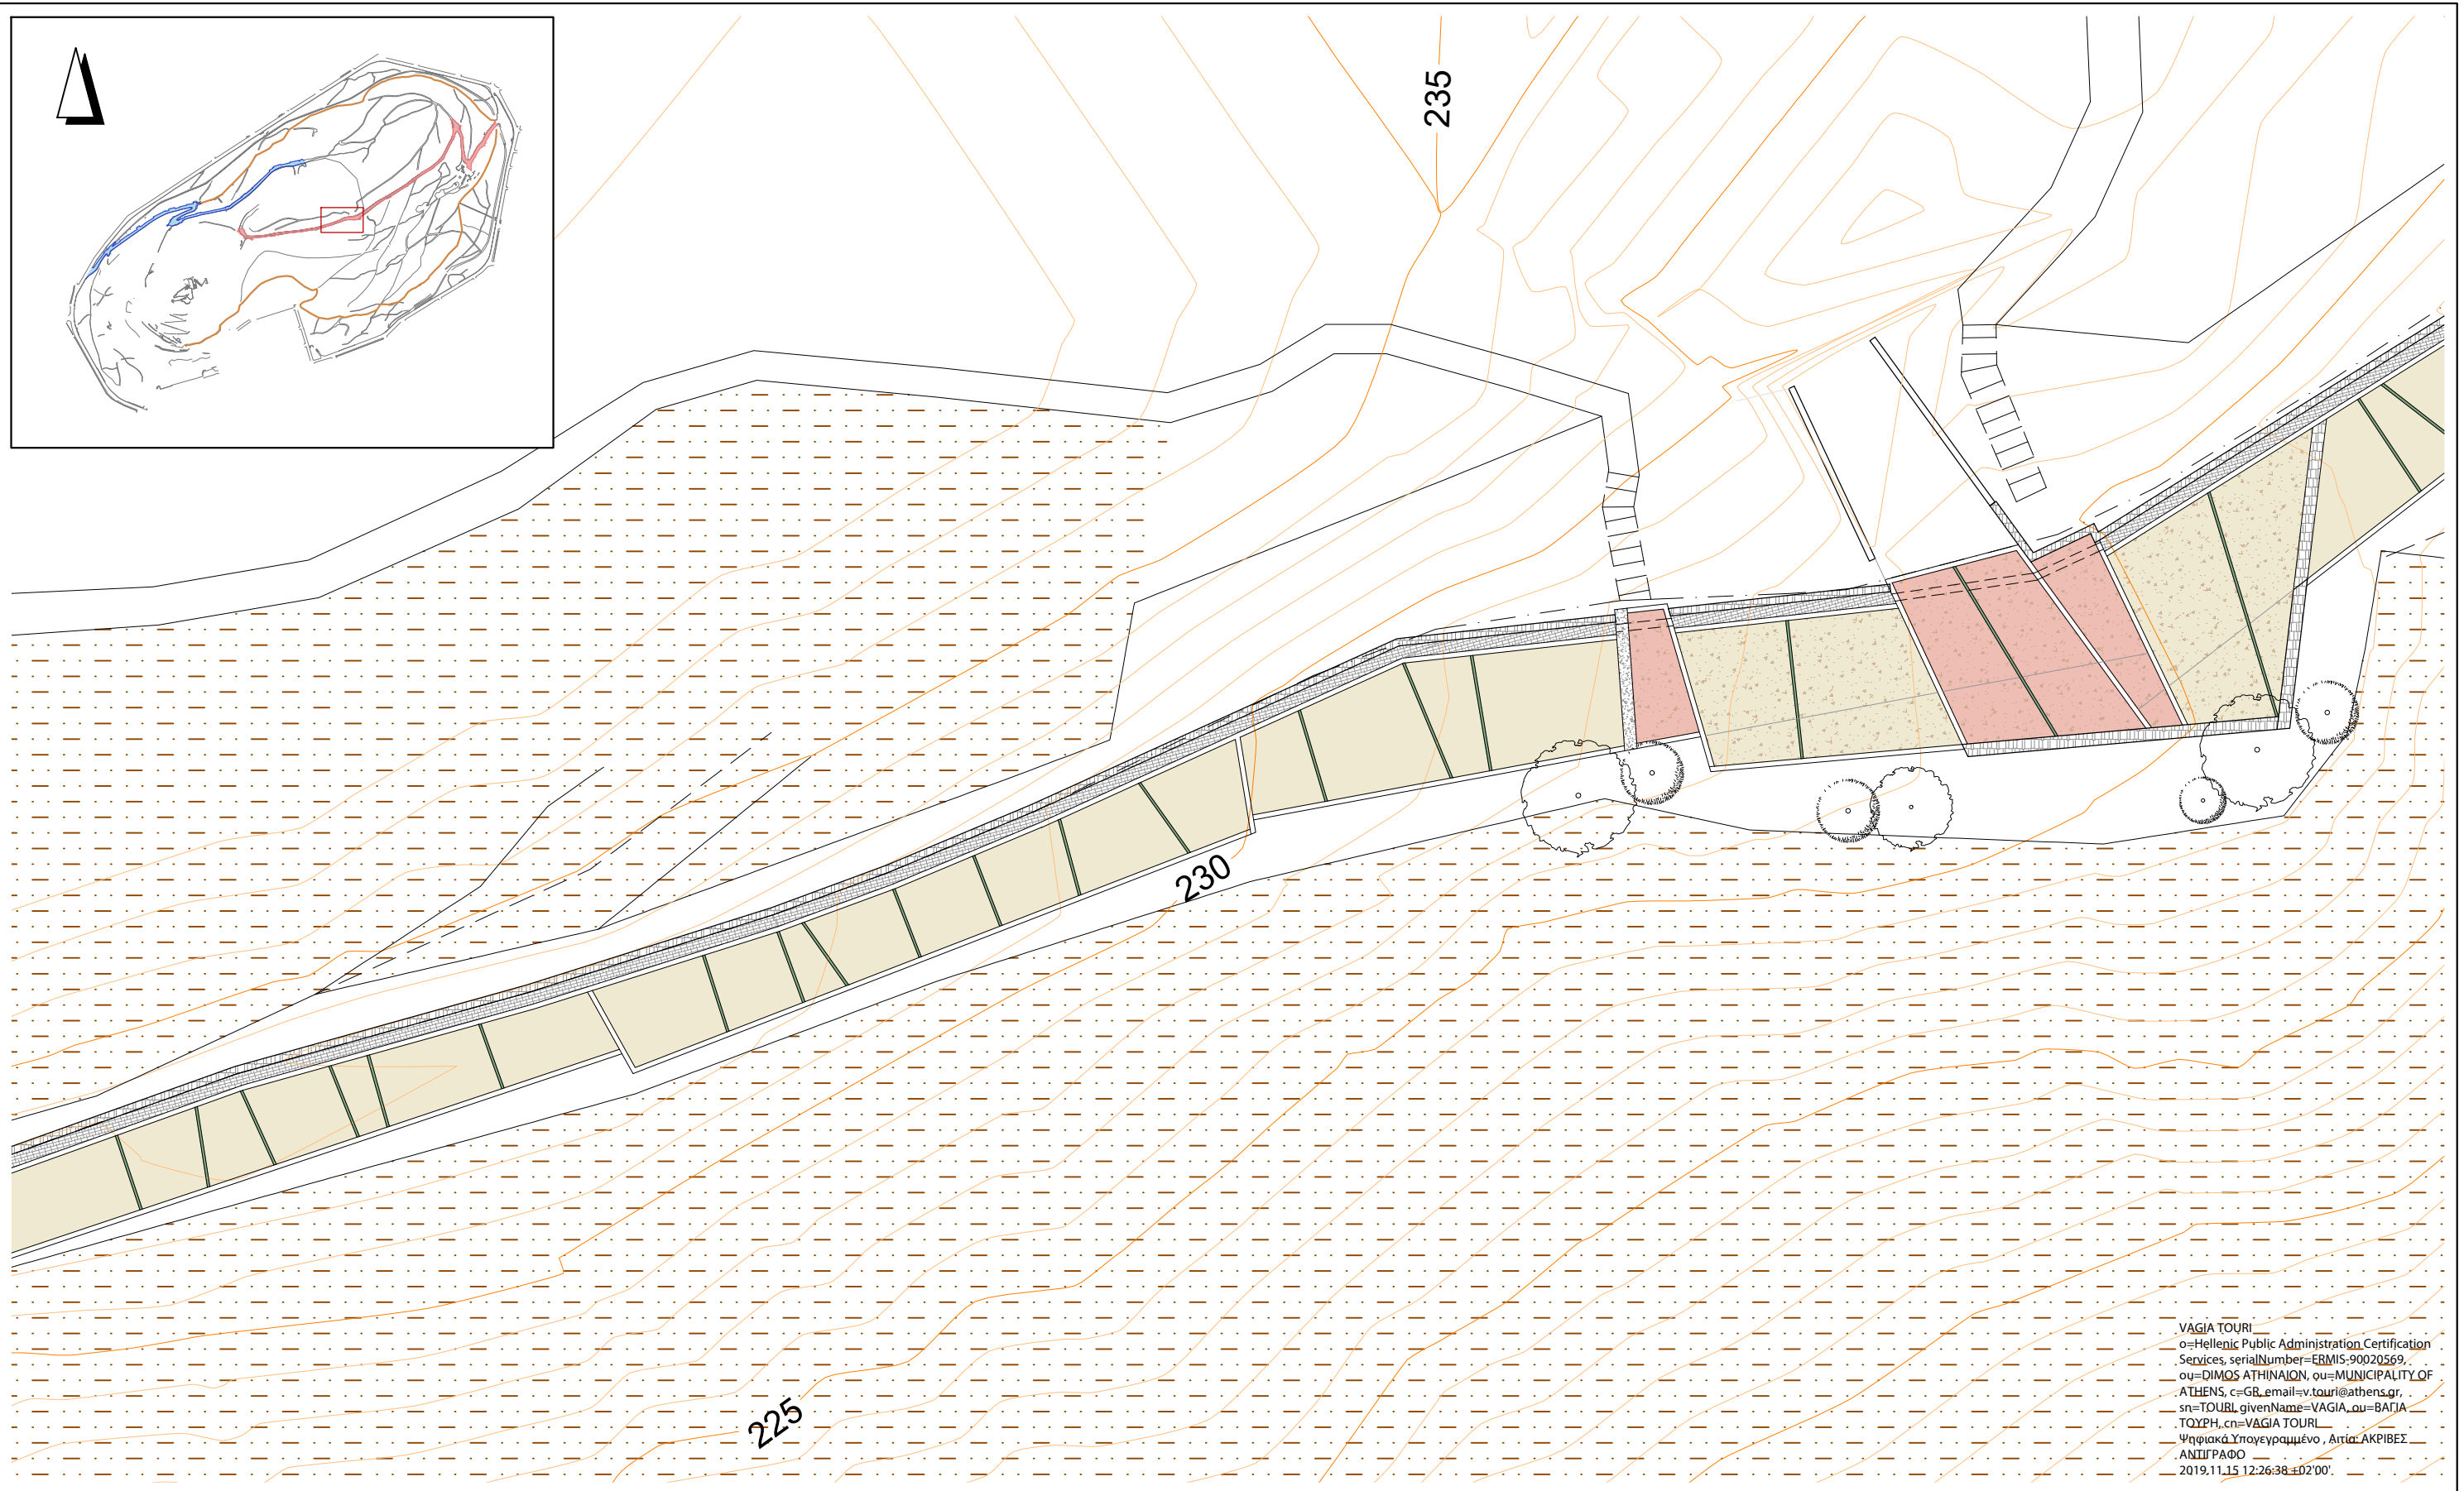 235
230
225
VAGIA TOURI
o=Hellenic Public Administration Certification
Services, serialNumber=ERMIS-90020569,
ou=DIMOS ATHINAION, ou=MUNICIPALITY OF
ATHENS, c=GR, email=v.touri@athens.gr,
sn=TOURI, givenName=VAGIA, ou=ΒΑΓΙΑ
ΤΟΥΡΗ, cn=VAGIA TOURI
Ψηφιακά Υπογεγραμμένο , Αιτία: ΑΚΡΙΒΕΣ
ΑΝΤΙΓΡΑΦΟ
2019.11.15 12:26:38 +02'00'